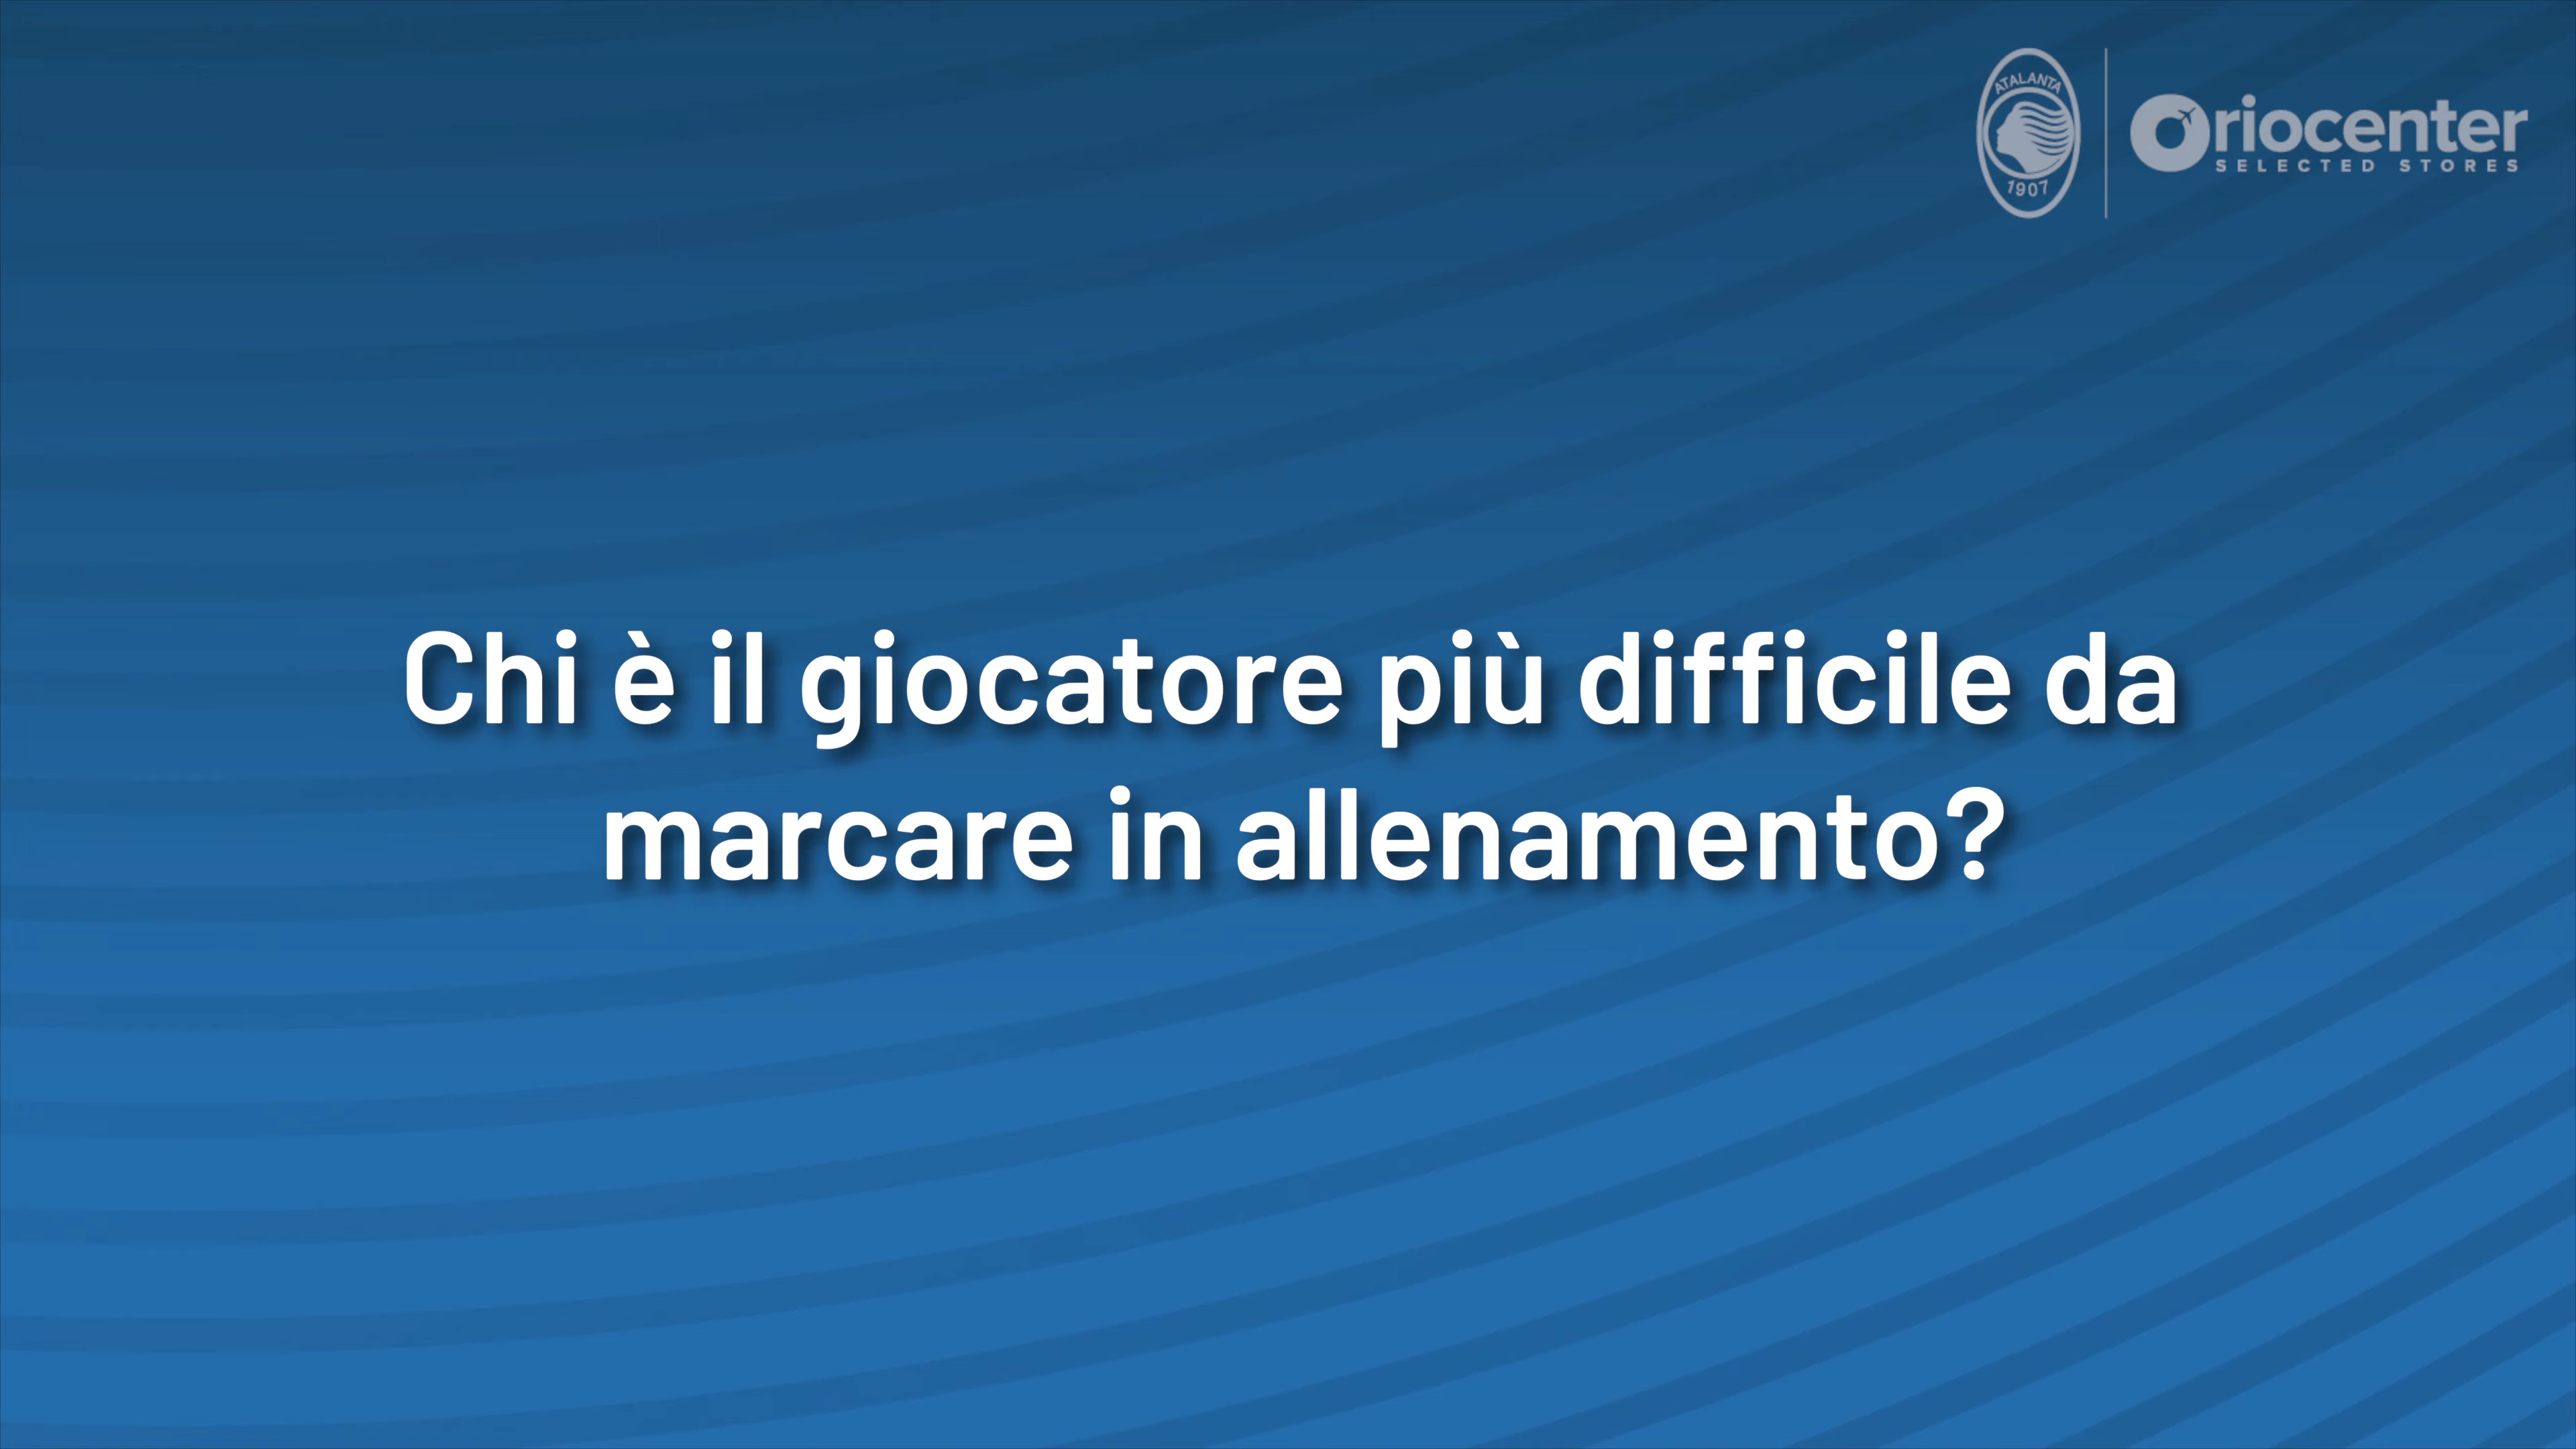 ATALANTA
1907
Oriocenter
SELECTED STORES
Chi è il giocatore più difficile da
marcare in allenamento?